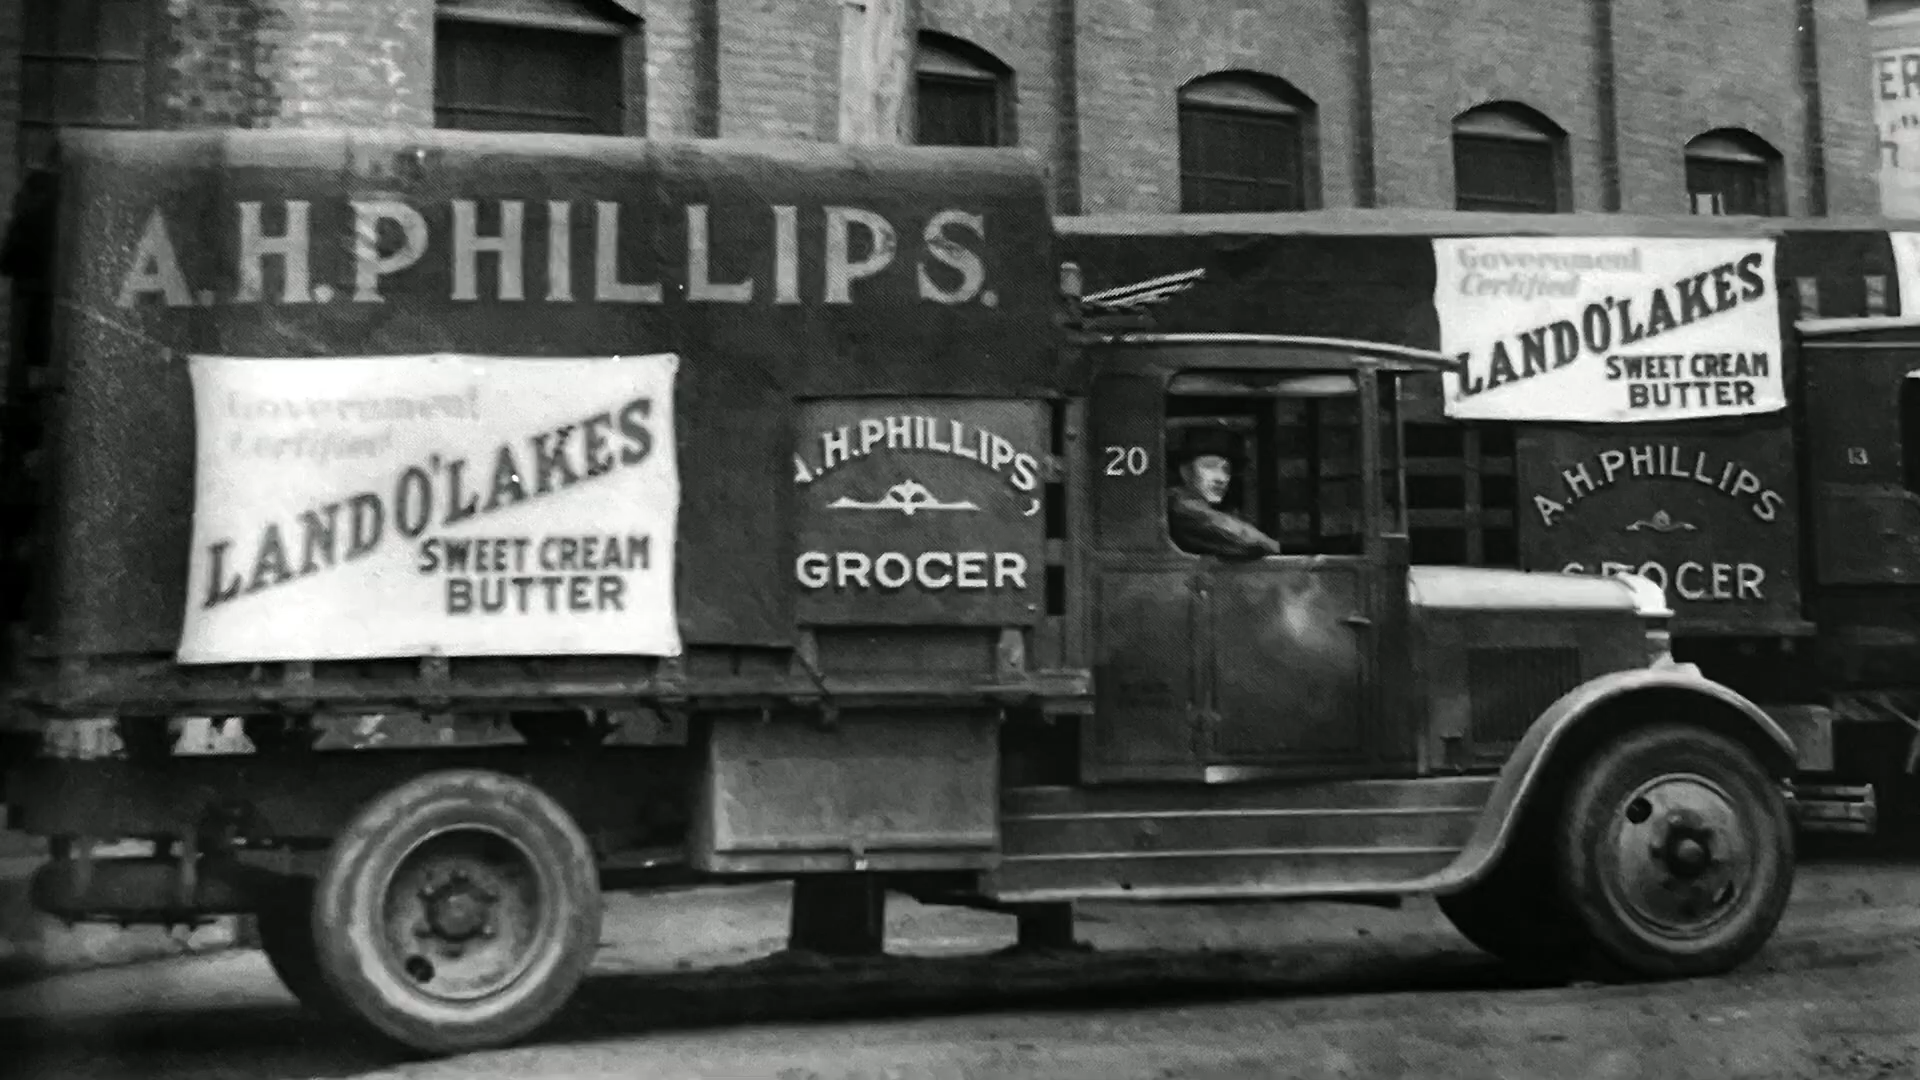 A.H.PHILLIPS.
Government
Certified
LAND O'LAKES
SWEET CREAM
BUTTER
A.H.PHILLIPS,
GROCER
20
Government
Certified
LAND O'LAKES
SWEET CREAM
BUTTER
A.H.PHILLIPS
GROCER
13
ER